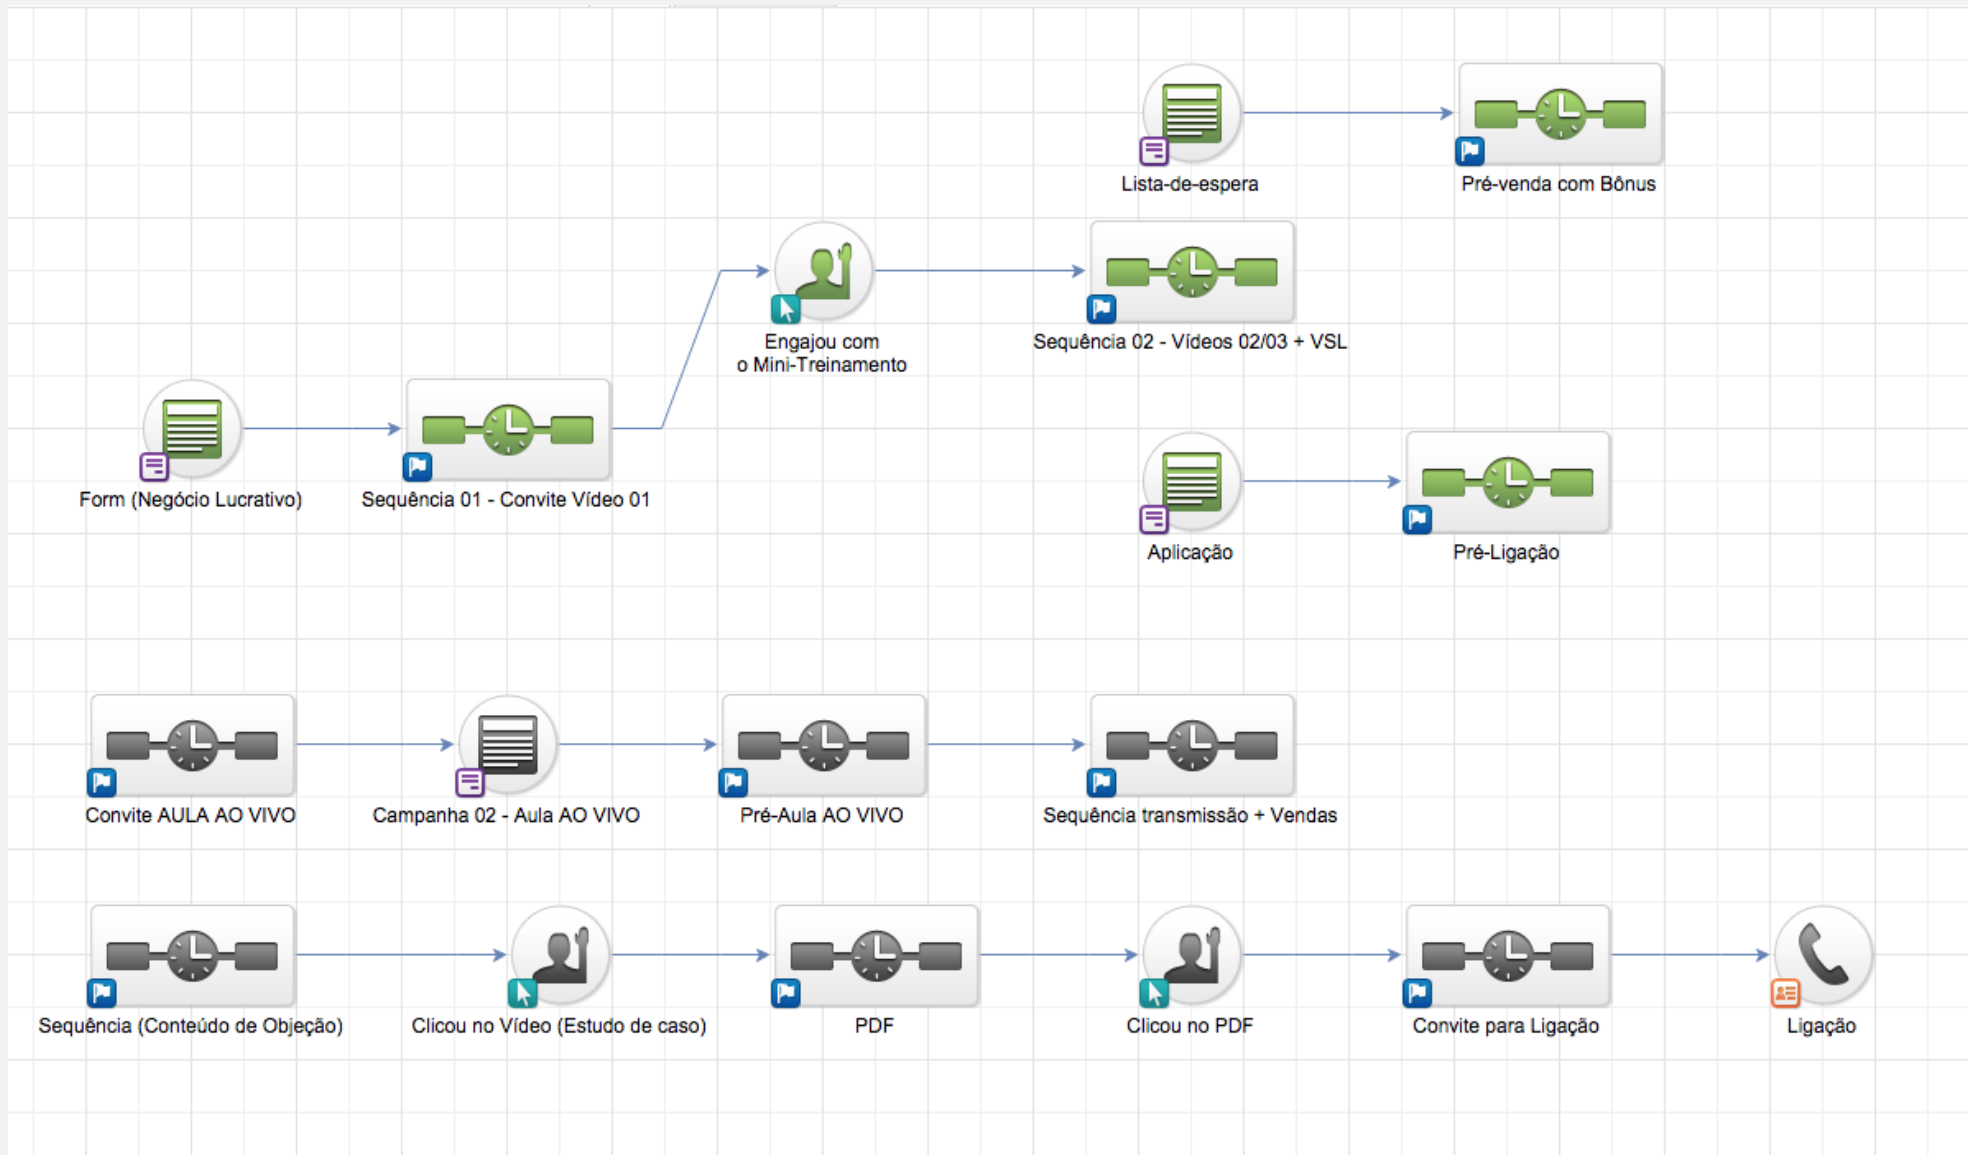 Lista-de-espera
Pré-venda com Bônus
Engajou com
o Mini-Treinamento
Sequência 02 - Vídeos 02/03 + VSL
Form (Negócio Lucrativo)
Sequência 01 - Convite Vídeo 01
Aplicação
Pré-Ligação
Convite AULA AO VIVO
Campanha 02 - Aula AO VIVO
Pré-Aula AO VIVO
Sequência transmissão + Vendas
Sequência (Conteúdo de Objeção)
Clicou no Vídeo (Estudo de caso)
PDF
Clicou no PDF
Convite para Ligação
Ligação